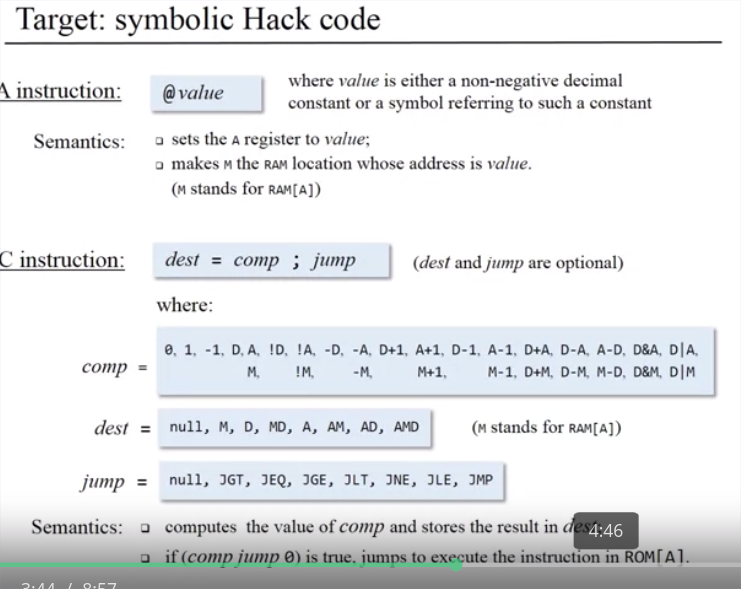 Target: symbolic Hack code
A instruction:
@value
where value is either a non-negative decimal
constant or a symbol referring to such a constant
Semantics:
❑ sets the A register to value;
❑ makes M the RAM location whose address is value.
(M stands for RAM[A])
C instruction:
dest = comp ; jump
(dest and jump are optional)
where:
comp =
0, 1, -1, D, A, !D, !A, -D, -A, D+1, A+1, D-1, A-1, D+A, D-A, A-D, D&A, D|A,
M, !M, -M, M+1, M-1, D+M, D-M, M-D, D&M, D|M
dest =
null, M, D, MD, A, AM, AD, AMD
(M stands for RAM[A])
jump =
null, JGT, JEQ, JGE, JLT, JNE, JLE, JMP
Semantics:
❑ computes the value of comp and stores the result in
4:46
❑ if (comp jump 0) is true, jumps to execute the instruction in ROM[A].
3:44 / 8:57